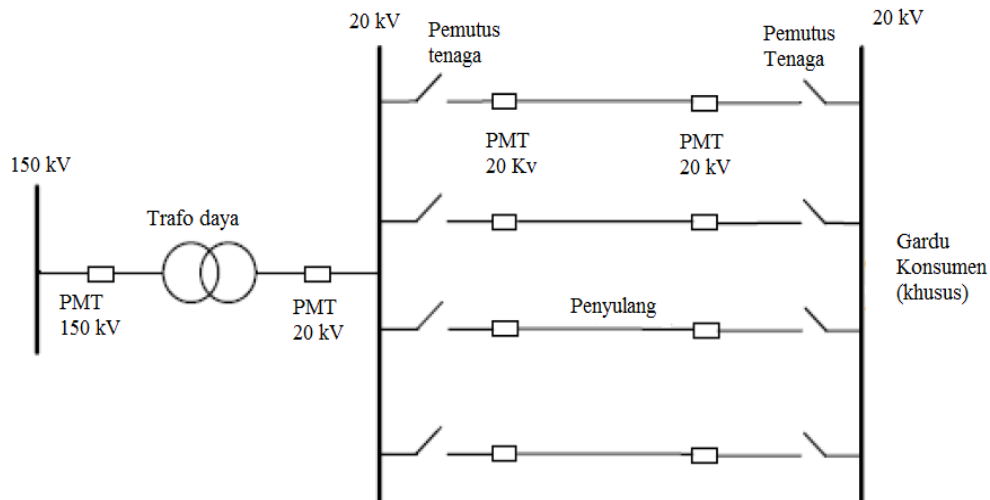 20 kV
Pemutus
tenaga
Pemutus
Tenaga
20 kV
PMT
20 Kv
PMT
20 kV
150 kV
Trafo daya
PMT
150 kV
PMT
20 kV
Penyulang
Gardu
Konsumen
(khusus)